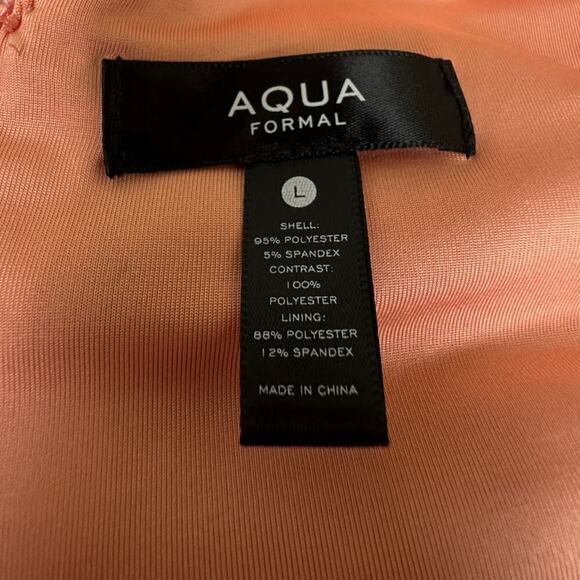 AQUA
FORMAL
L
SHELL:
95% POLYESTER
5% SPANDEX
CONTRAST:
100%
POLYESTER
LINING:
88% POLYESTER
12% SPANDEX
MADE IN CHINA